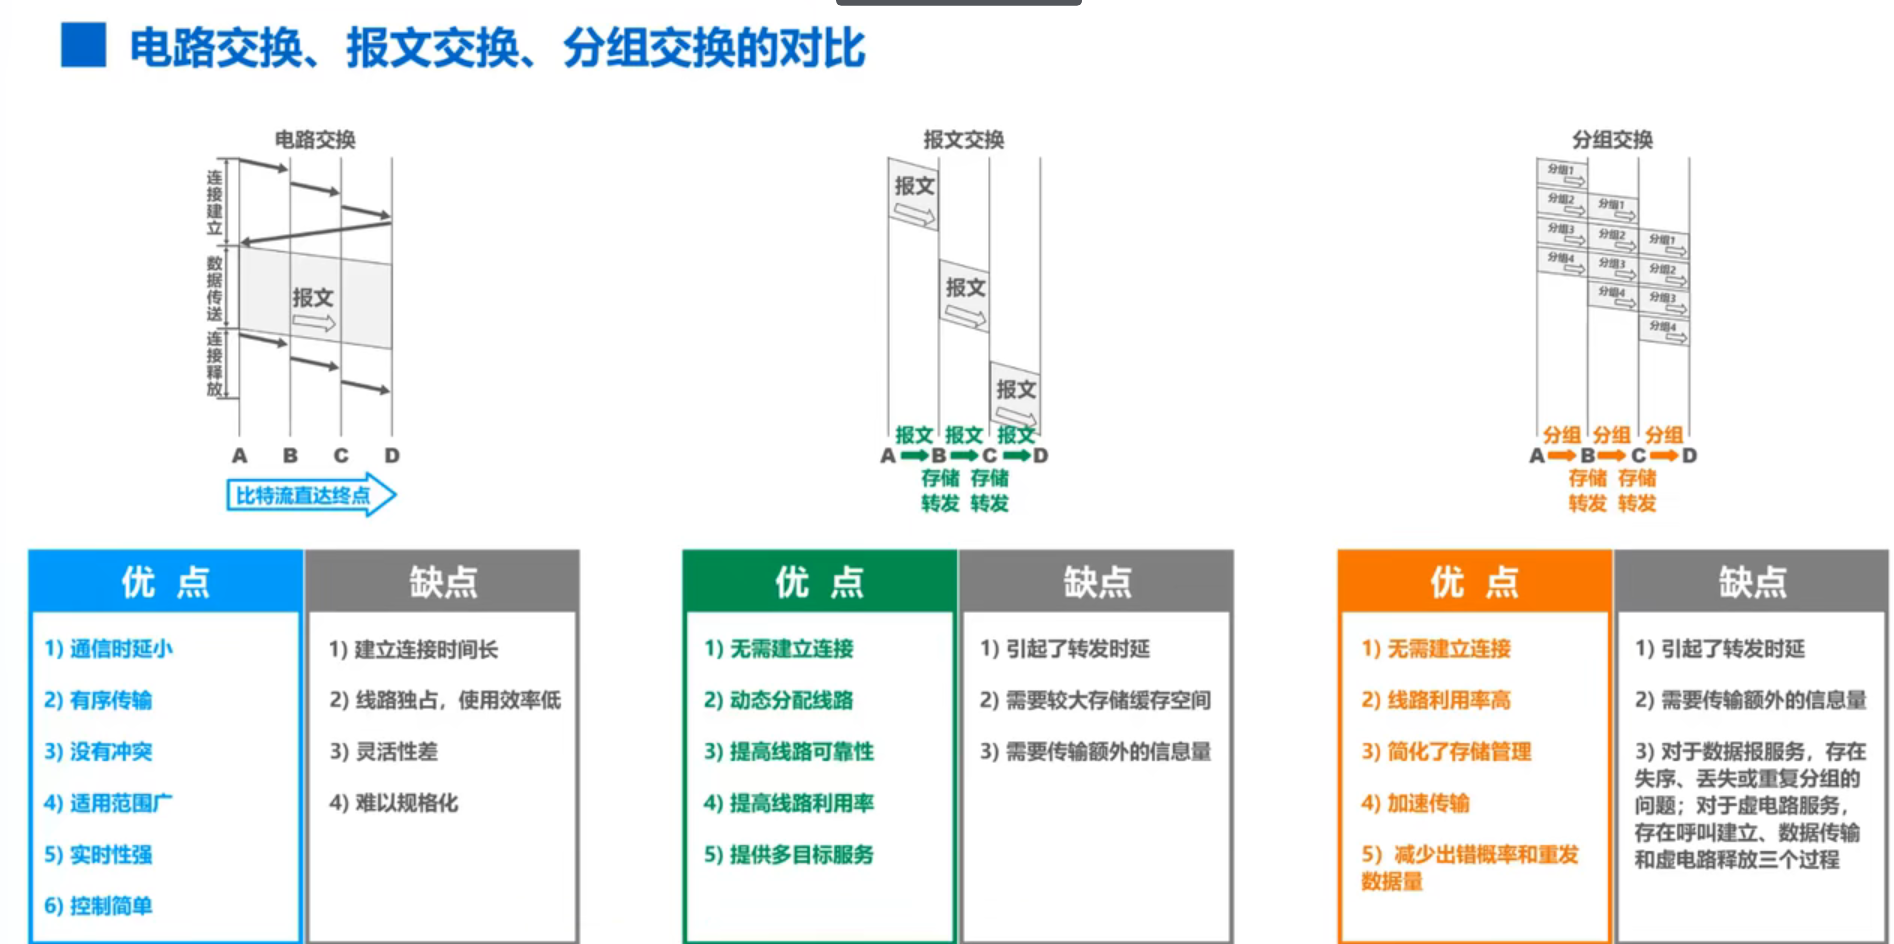 电路交换、报文交换、分组交换的对比
电路交换
连接建立
数据传送
连接释放
报文
A B C D
比特流直达终点
报文交换
报文
报文
报文
报文 报文 报文
A B C D
存储 存储
转发 转发
分组交换
分组1
分组2 分组1
分组3 分组2 分组1
分组4 分组3 分组2
分组4 分组3
分组4
分组 分组 分组
A B C D
存储 存储
转发 转发
优 点
1) 通信时延小
2) 有序传输
3) 没有冲突
4) 适用范围广
5) 实时性强
6) 控制简单
缺点
1) 建立连接时间长
2) 线路独占，使用效率低
3) 灵活性差
4) 难以规格化
优 点
1) 无需建立连接
2) 动态分配线路
3) 提高线路可靠性
4) 提高线路利用率
5) 提供多目标服务
缺点
1) 引起了转发时延
2) 需要较大存储缓存空间
3) 需要传输额外的信息量
优 点
1) 无需建立连接
2) 线路利用率高
3) 简化了存储管理
4) 加速传输
5) 减少出错概率和重发
数据量
缺点
1) 引起了转发时延
2) 需要传输额外的信息量
3) 对于数据报服务，存在
失序、丢失或重复分组的
问题；对于虚电路服务，
存在呼叫建立、数据传输
和虚电路释放三个过程